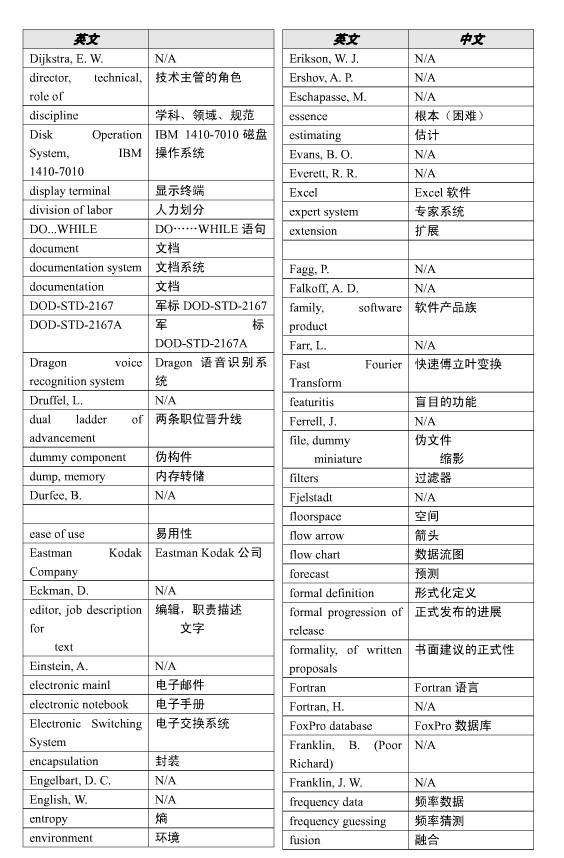 英文
Dijkstra, E. W. N/A
director, technical, 技术主管的角色
role of
discipline 学科、领域、规范
Disk Operation IBM 1410-7010 磁盘
System, IBM 操作系统
1410-7010
display terminal 显示终端
division of labor 人力划分
DO...WHILE DO……WHILE 语句
document 文档
documentation system 文档系统
documentation 文档
DOD-STD-2167 军标 DOD-STD-2167
DOD-STD-2167A 军 标
DOD-STD-2167A
Dragon voice Dragon 语音识别系
recognition system 统
Druffel, L. N/A
dual ladder of 两条职位晋升线
advancement
dummy component 伪构件
dump, memory 内存转储
Durfee, B. N/A
ease of use 易用性
Eastman Kodak Eastman Kodak 公司
Company
Eckman, D. N/A
editor, job description 编辑，职责描述
for 文字
text
Einstein, A. N/A
electronic mainl 电子邮件
electronic notebook 电子手册
Electronic Switching 电子交换系统
System
encapsulation 封装
Engelbart, D. C. N/A
English, W. N/A
entropy 熵
environment 环境
英文 中文
Erikson, W. J. N/A
Ershov, A. P. N/A
Eschapasse, M. N/A
essence 根本（困难）
estimating 估计
Evans, B. O. N/A
Everett, R. R. N/A
Excel Excel 软件
expert system 专家系统
extension 扩展
Fagg, P. N/A
Falkoff, A. D. N/A
family, software 软件产品族
product
Farr, L. N/A
Fast Fourier 快速傅立叶变换
Transform
featuritis 盲目的功能
Ferrell, J. N/A
file, dummy 伪文件
miniature 缩影
filters 过滤器
Fjelstadt N/A
floorspace 空间
flow arrow 箭头
flow chart 数据流图
forecast 预测
formal definition 形式化定义
formal progression of 正式发布的进展
release
formality, of written 书面建议的正式性
proposals
Fortran Fortran 语言
Fortran, H. N/A
FoxPro database FoxPro 数据库
Franklin, B. (Poor N/A
Richard)
Franklin, J. W. N/A
frequency data 频率数据
frequency guessing 频率猜测
fusion 融合